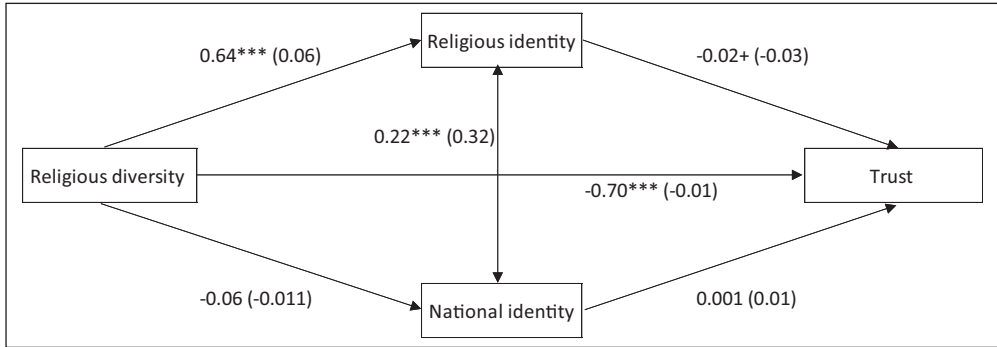 Religious identity
0.64*** (0.06)
-0.02+ (-0.03)
0.22*** (0.32)
Religious diversity
Trust
-0.70*** (-0.01)
-0.06 (-0.011)
National identity
0.001 (0.01)